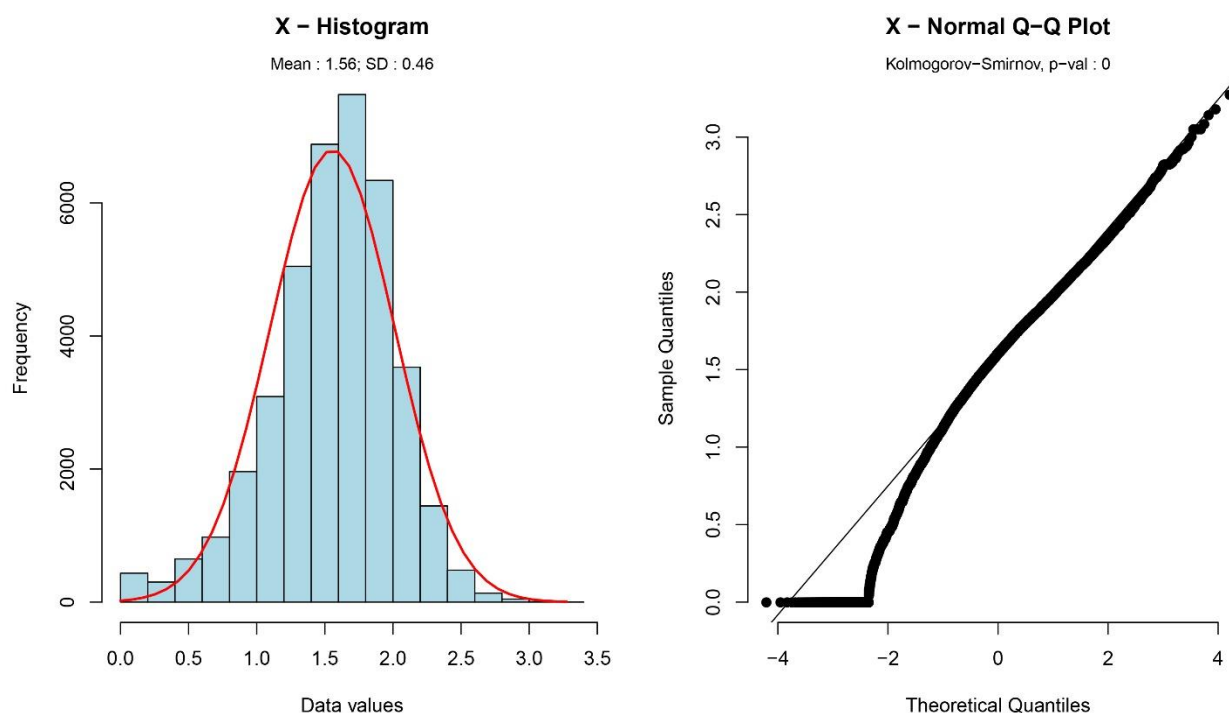 X − Histogram
Mean : 1.56; SD : 0.46
Frequency
6000
4000
2000
0
0.0 0.5 1.0 1.5 2.0 2.5 3.0 3.5
Data values
X − Normal Q−Q Plot
Kolmogorov−Smirnov, p−val : 0
Sample Quantiles
3.0
2.5
2.0
1.5
1.0
0.5
0.0
−4 −2 0 2 4
Theoretical Quantiles